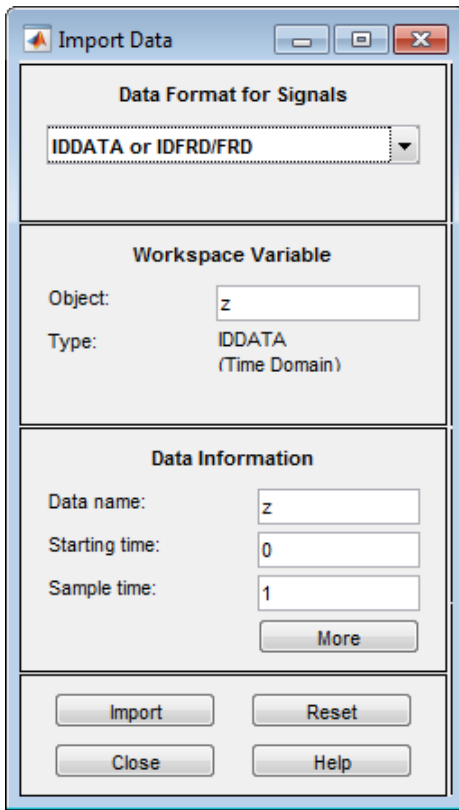 Import Data
Data Format for Signals
IDDATA or IDFRD/FRD
Workspace Variable
Object: z
Type: IDDATA
(Time Domain)
Data Information
Data name: z
Starting time: 0
Sample time: 1
More
Import Reset
Close Help